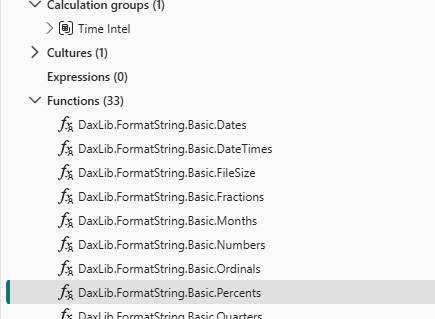 Calculation groups (1)
Time Intel
Cultures (1)
Expressions (0)
Functions (33)
DaxLib.FormatString.Basic.Dates
DaxLib.FormatString.Basic.DateTimes
DaxLib.FormatString.Basic.FileSize
DaxLib.FormatString.Basic.Fractions
DaxLib.FormatString.Basic.Months
DaxLib.FormatString.Basic.Numbers
DaxLib.FormatString.Basic.Ordinals
DaxLib.FormatString.Basic.Percents
DaxLib.FormatString.Basic.Quarters